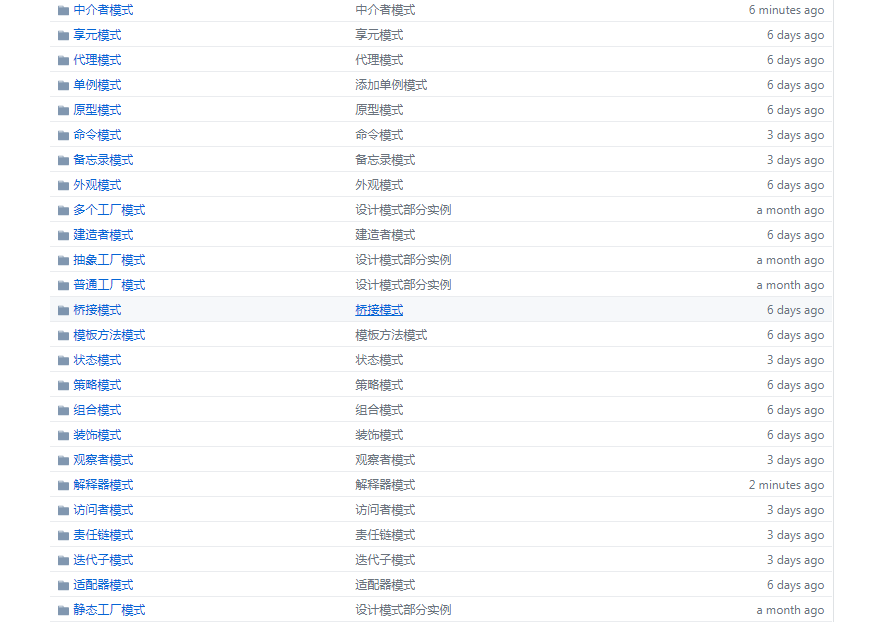 中介者模式 中介者模式 6 minutes ago
享元模式 享元模式 6 days ago
代理模式 代理模式 6 days ago
单例模式 添加单例模式 6 days ago
原型模式 原型模式 6 days ago
命令模式 命令模式 3 days ago
备忘录模式 备忘录模式 3 days ago
外观模式 外观模式 6 days ago
多个工厂模式 设计模式部分实例 a month ago
建造者模式 建造者模式 6 days ago
抽象工厂模式 设计模式部分实例 a month ago
普通工厂模式 设计模式部分实例 a month ago
桥接模式 桥接模式 6 days ago
模板方法模式 模板方法模式 6 days ago
状态模式 状态模式 3 days ago
策略模式 策略模式 6 days ago
组合模式 组合模式 6 days ago
装饰模式 装饰模式 6 days ago
观察者模式 观察者模式 3 days ago
解释器模式 解释器模式 2 minutes ago
访问者模式 访问者模式 3 days ago
责任链模式 责任链模式 3 days ago
迭代子模式 迭代子模式 3 days ago
适配器模式 适配器模式 6 days ago
静态工厂模式 设计模式部分实例 a month ago